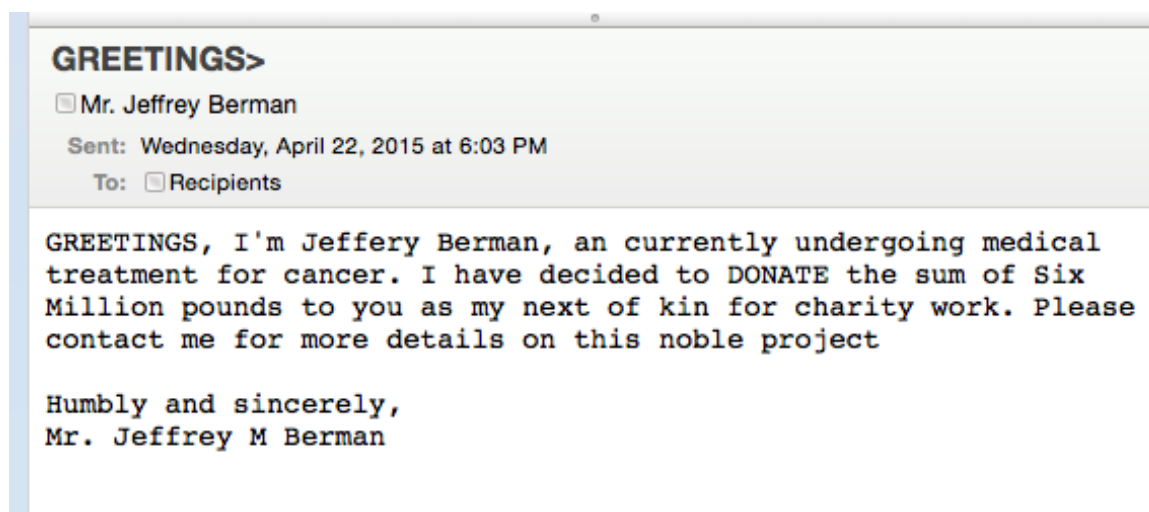 GREETINGS>
Mr. Jeffrey Berman
Sent: Wednesday, April 22, 2015 at 6:03 PM
To: Recipients
GREETINGS, I'm Jeffery Berman, an currently undergoing medical
treatment for cancer. I have decided to DONATE the sum of Six
Million pounds to you as my next of kin for charity work. Please
contact me for more details on this noble project
Humbly and sincerely,
Mr. Jeffrey M Berman